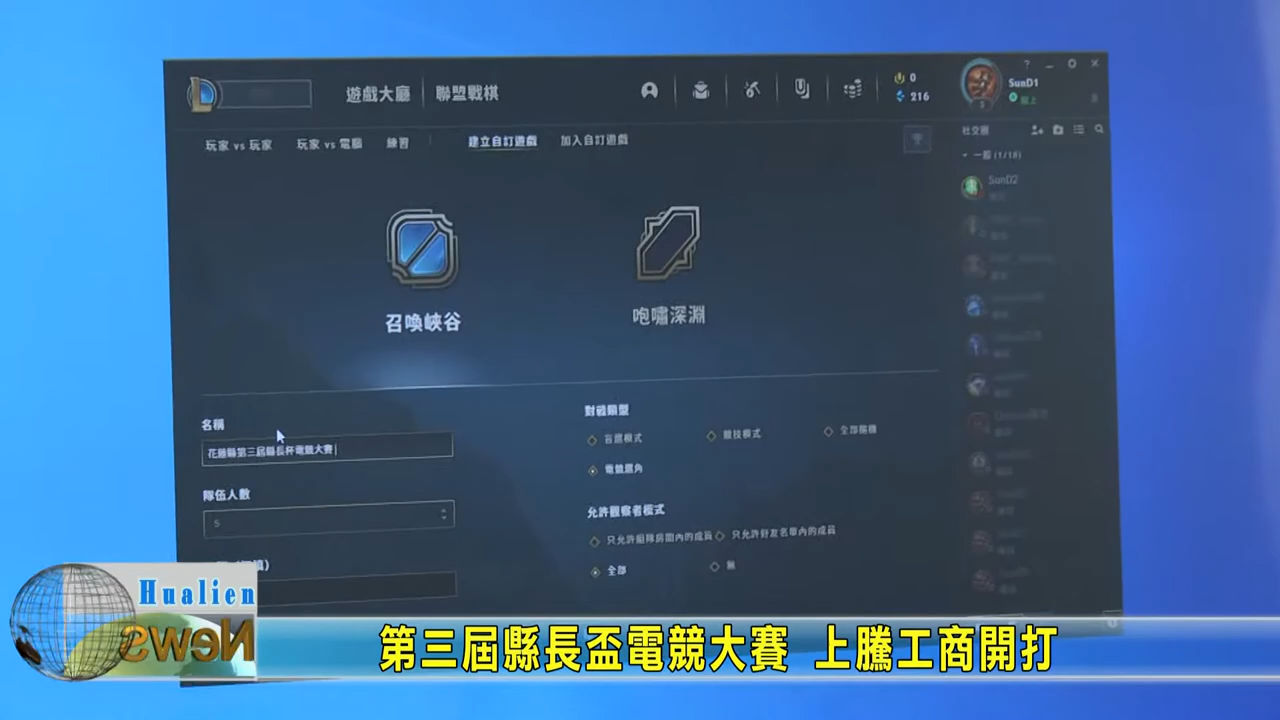 遊戲大廳 聯盟戰棋
0
216
SunD1
線上
玩家 vs 玩家 玩家 vs 電腦 練習 建立自訂遊戲 加入自訂遊戲
社交圈
一般 (1/18)
SunD2
召喚峽谷 咆嘯深淵
名稱
花蓮縣第三屆縣長杯電競大賽
隊伍人數
5
對戰類型
盲選模式 競技模式 全部隨機
電競選角
允許觀察者模式
只允許組隊房間內的成員 只允許好友名單內的成員
全部 無
Hualien
News
第三屆縣長盃電競大賽 上騰工商開打